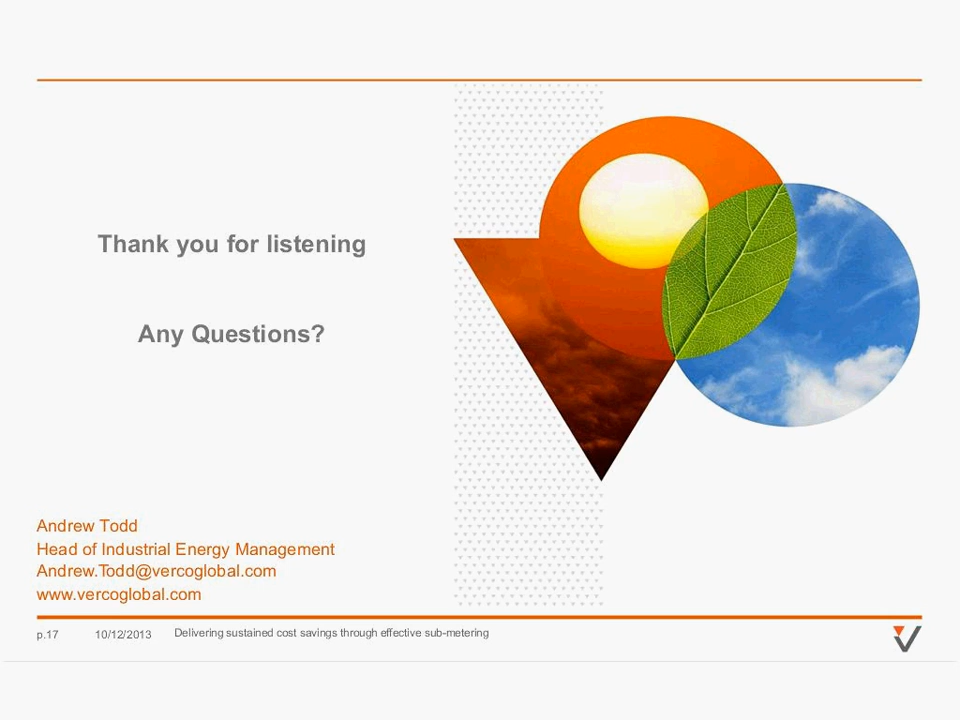 Thank you for listening
Any Questions?
Andrew Todd
Head of Industrial Energy Management
Andrew.Todd@vercoglobal.com
www.vercoglobal.com
p.17 10/12/2013 Delivering sustained cost savings through effective sub-metering